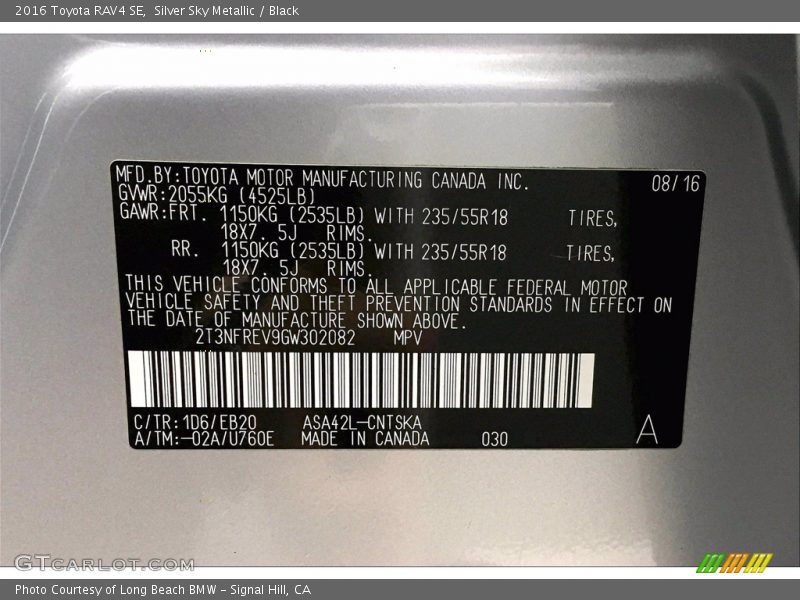 2016 Toyota RAV4 SE,  Silver Sky Metallic / Black
MFD.BY:TOYOTA MOTOR MANUFACTURING CANADA INC. 08/16
GVWR:2055KG (4525LB)
GAWR:FRT. 1150KG (2535LB) WITH 235/55R18 TIRES,
18X7. 5J RIMS.
RR. 1150KG (2535LB) WITH 235/55R18 TIRES,
18X7. 5J RIMS.
THIS VEHICLE CONFORMS TO ALL APPLICABLE FEDERAL MOTOR
VEHICLE SAFETY AND THEFT PREVENTION STANDARDS IN EFFECT ON
THE DATE OF MANUFACTURE SHOWN ABOVE.
2T3NFREV9GW302082 MPV
C/TR:1D6/EB20 ASA42L-CNTSKA
A/TM:-02A/U760E MADE IN CANADA 030 A
GTCARLOT.COM
Photo Courtesy of Long Beach BMW - Signal Hill, CA